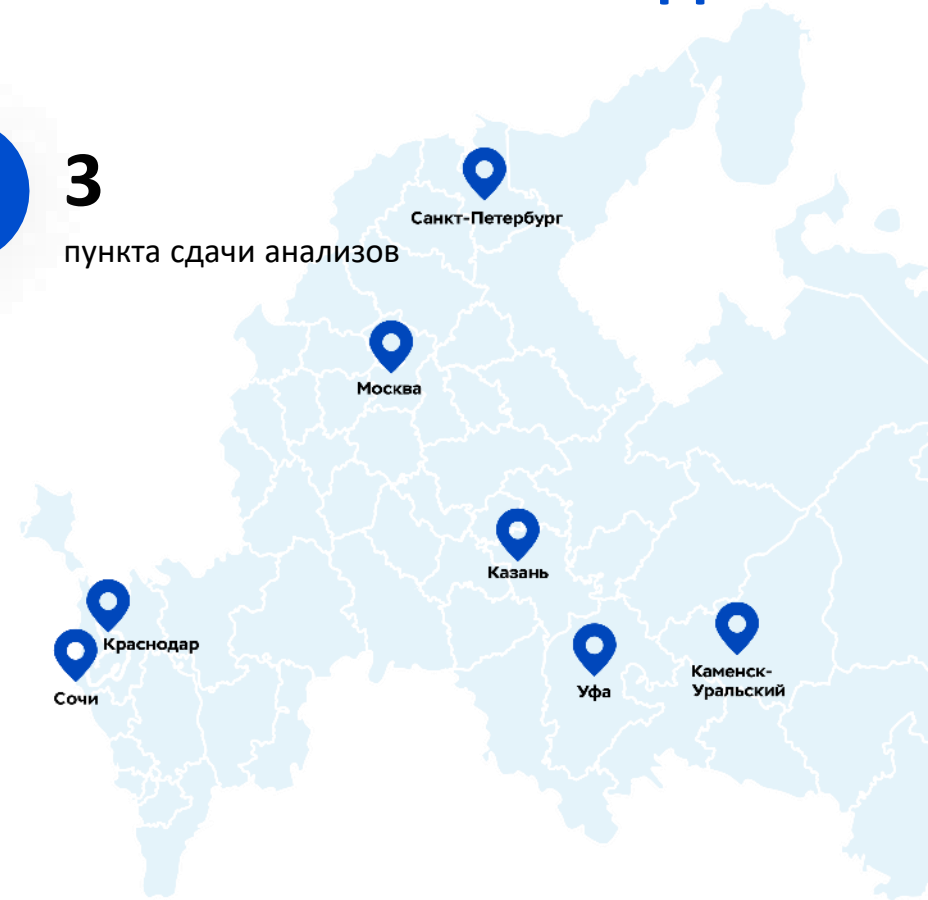 3
пункта сдачи анализов
Санкт-Петербург
Москва
Казань
Краснодар
Сочи
Уфа
Каменск-
Уральский